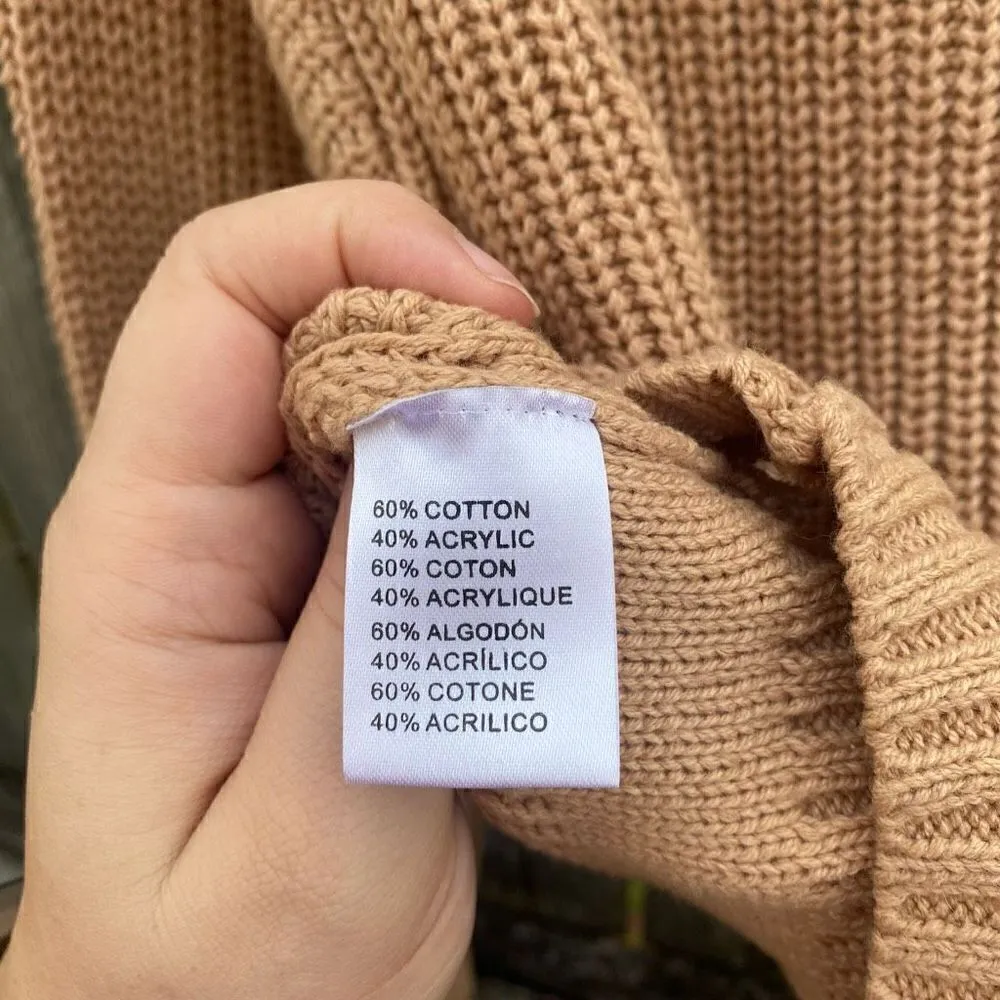 60% COTTON
40% ACRYLIC
60% COTON
40% ACRYLIQUE
60% ALGODÓN
40% ACRÍLICO
60% COTONE
40% ACRILICO